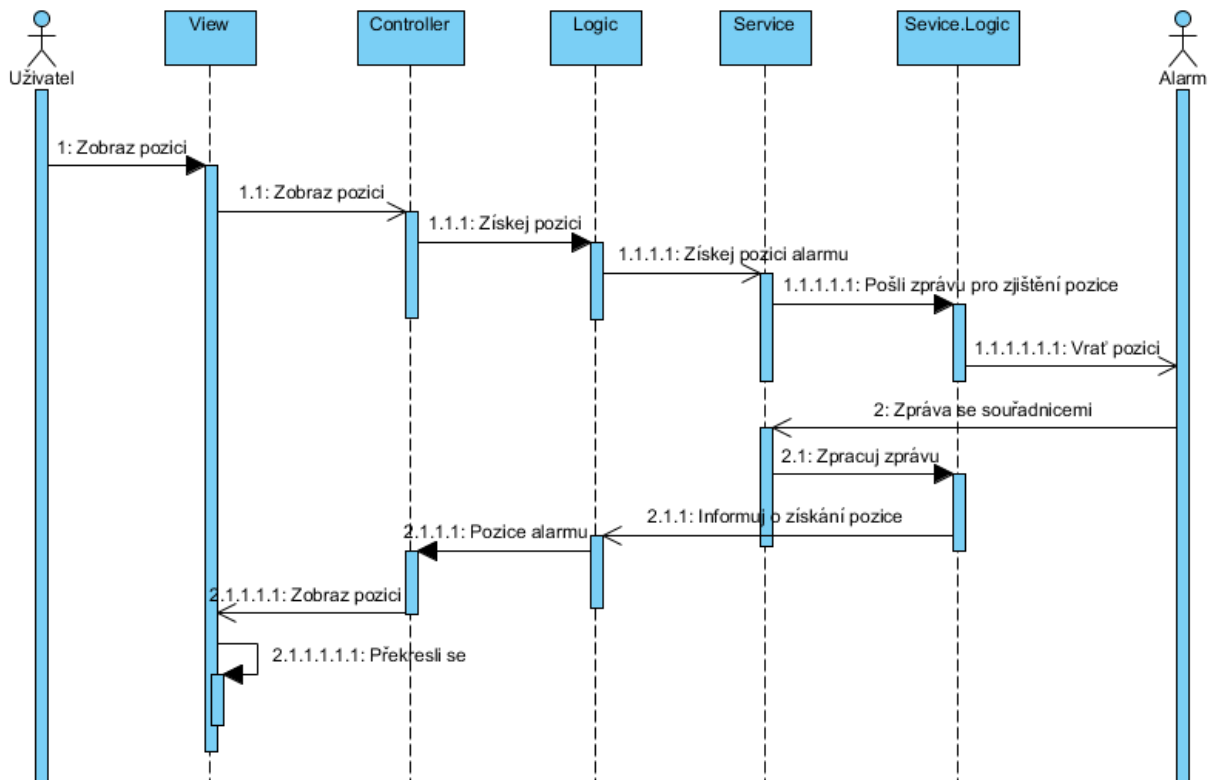 View
Controller
Logic
Service
Sevice.Logic
Uživatel
Alarm
1: Zobraz pozici
1.1: Zobraz pozici
1.1.1: Získej pozici
1.1.1.1: Získej pozici alarmu
1.1.1.1.1: Pošli zprávu pro zjištění pozice
1.1.1.1.1.1: Vrať pozici
2: Zpráva se souřadnicemi
2.1: Zpracuj zprávu
2.1.1: Informuj o získání pozice
2.1.1.1: Pozice alarmu
2.1.1.1.1: Zobraz pozici
2.1.1.1.1.1: Překresli se